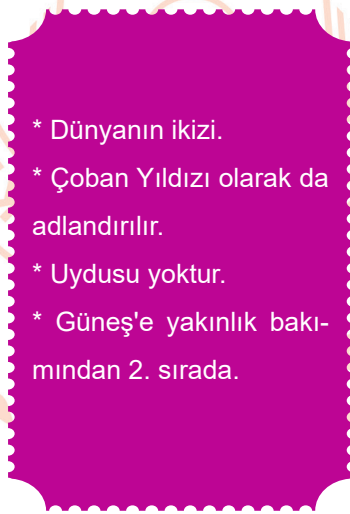 * Dünyanın ikizi.
* Çoban Yıldızı olarak da
adlandırılır.
* Uydusu yoktur.
* Güneş'e yakınlık bakı-
mından 2. sırada.